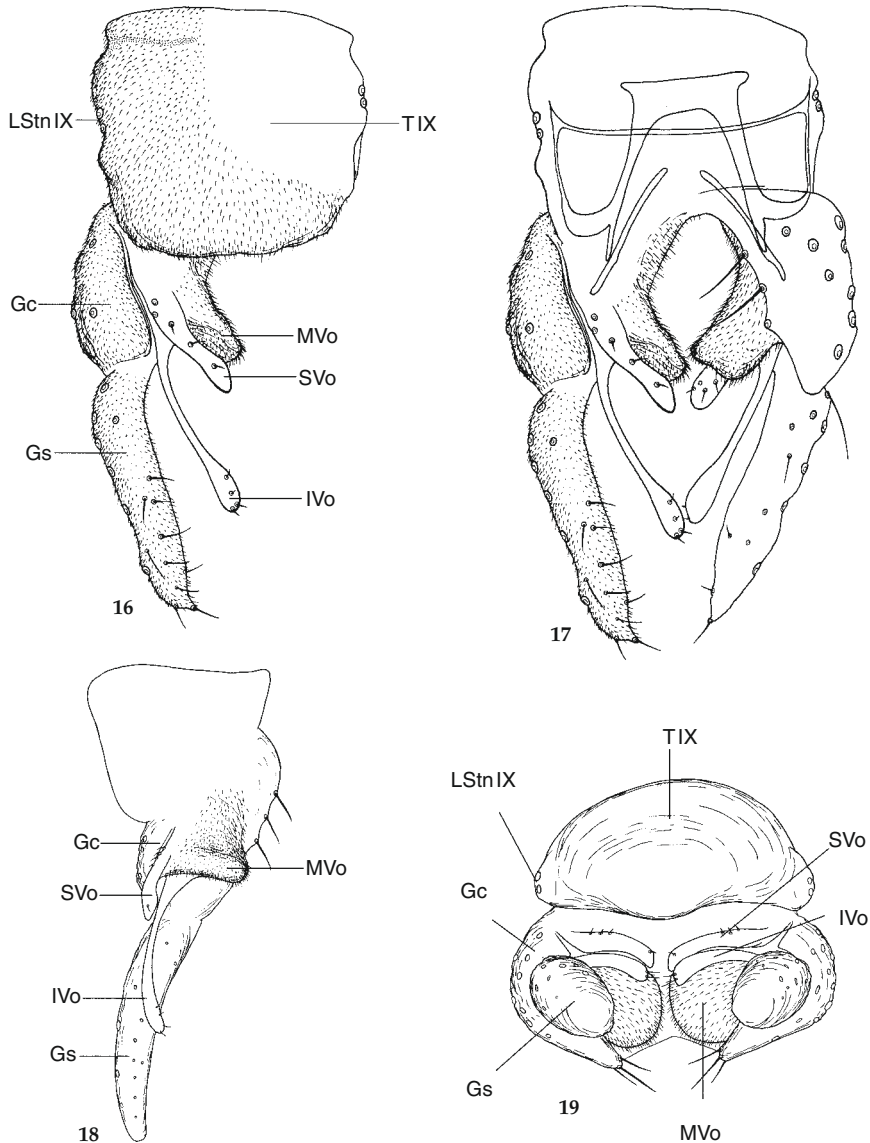 LStn IX
T IX
Gc
MVo
SVo
Gs
IVo
16
17
Gc
MVo
SVo
IVo
Gs
18
T IX
LStn IX
SVo
Gc
IVo
Gs
19
MVo